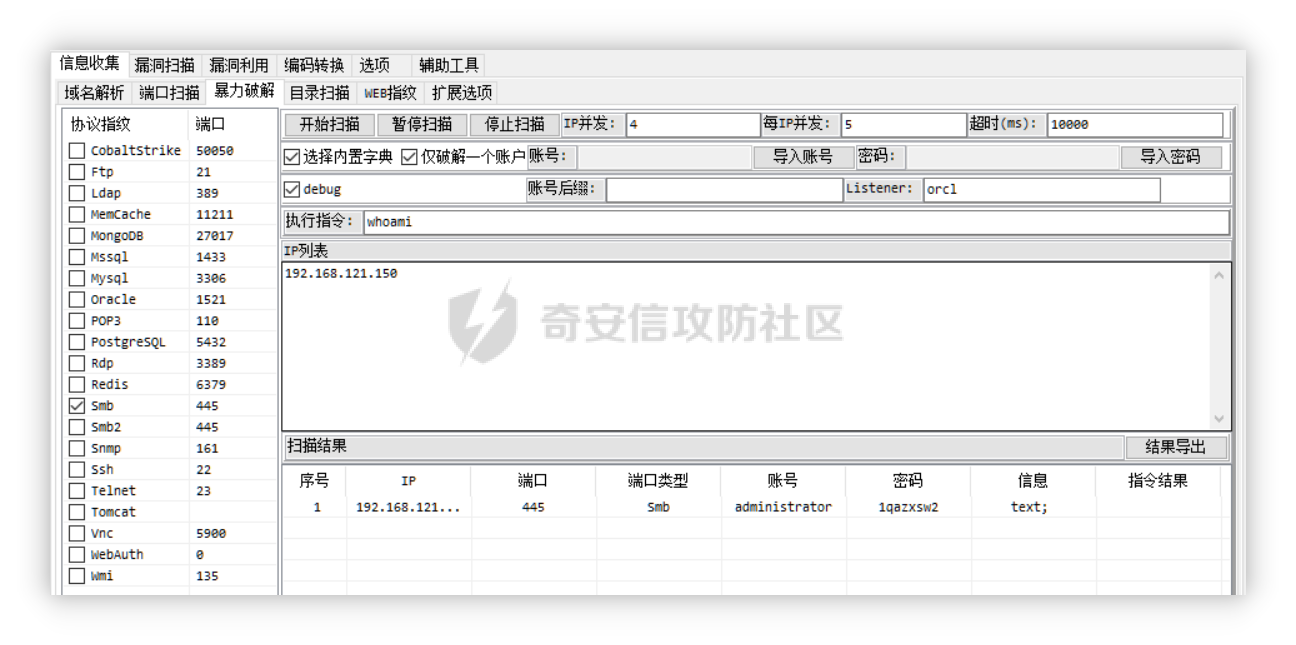 信息收集 漏洞扫描 漏洞利用 编码转换 选项 辅助工具
域名解析 端口扫描 暴力破解 目录扫描 WEB指纹 扩展选项
协议指纹 端口
CobaltStrike 50050
Ftp 21
Ldap 389
MemCache 11211
MongoDB 27017
Mssql 1433
Mysql 3306
Oracle 1521
POP3 110
PostgreSQL 5432
Rdp 3389
Redis 6379
Smb 445
Smb2 445
Snmp 161
Ssh 22
Telnet 23
Tomcat
Vnc 5900
WebAuth 0
Wmi 135
开始扫描 暂停扫描 停止扫描 IP并发: 4 每IP并发: 5 超时(ms): 10000
选择内置字典 仅破解一个账户 账号: 导入账号 密码: 导入密码
debug 账号后缀: Listener: orcl
执行指令: whoami
IP列表
192.168.121.150
奇安信攻防社区
扫描结果 结果导出
序号 IP 端口 端口类型 账号 密码 信息 指令结果
1 192.168.121... 445 Smb administrator 1qazxsw2 text;